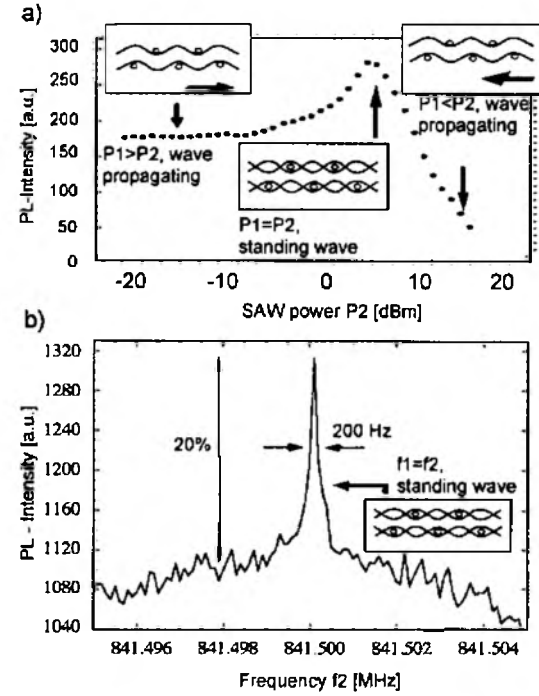 a)
300
250
200
150
100
50
0
PL-Intensity [a.u.]
P1>P2, wave
propagating
P1=P2,
standing wave
P1<P2, wave
propagating
-20
-10
0
10
20
SAW power P2 [dBm]
b)
1320
1280
1240
1200
1160
1120
1080
1040
PL - Intensity [a.u.]
20%
200 Hz
f1=f2,
standing wave
841.496
841.498
841.500
841.502
841.504
Frequency f2 [MHz]